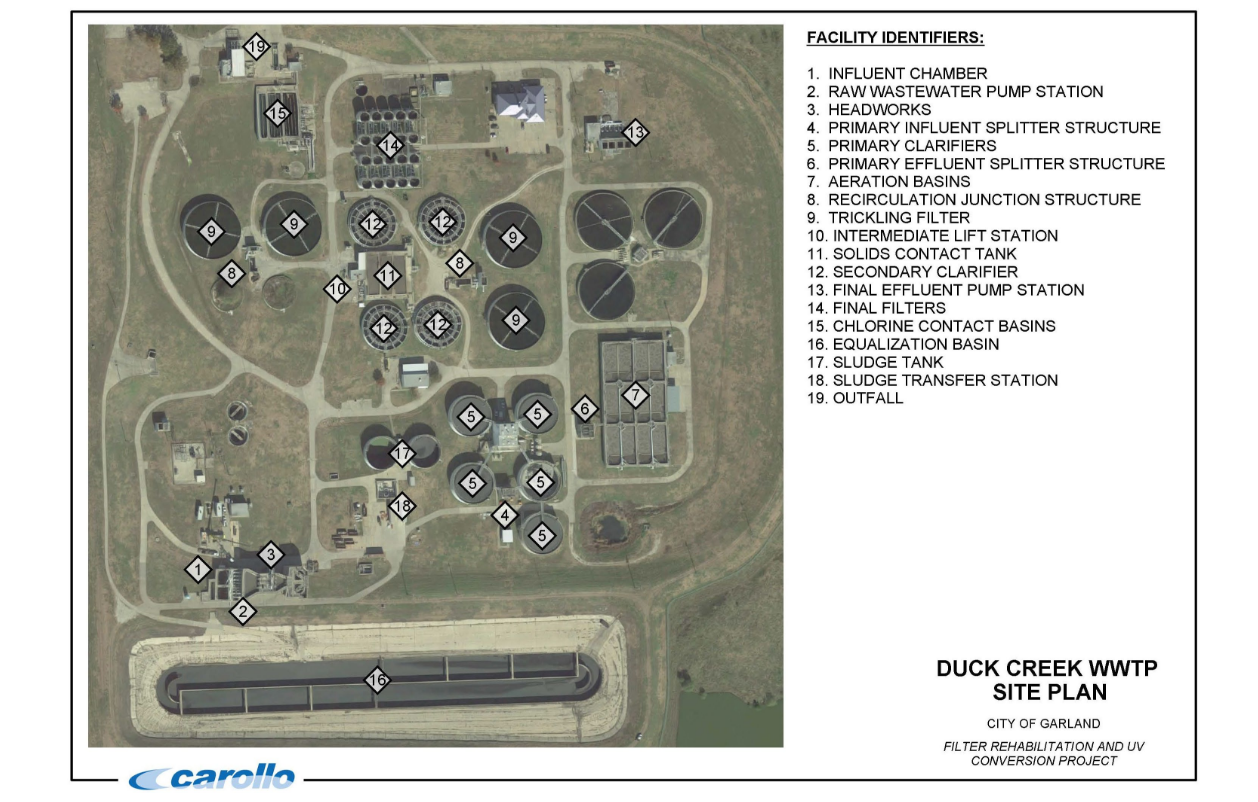 FACILITY IDENTIFIERS:
1. INFLUENT CHAMBER
2. RAW WASTEWATER PUMP STATION
3. HEADWORKS
4. PRIMARY INFLUENT SPLITTER STRUCTURE
5. PRIMARY CLARIFIERS
6. PRIMARY EFFLUENT SPLITTER STRUCTURE
7. AERATION BASINS
8. RECIRCULATION JUNCTION STRUCTURE
9. TRICKLING FILTER
10. INTERMEDIATE LIFT STATION
11. SOLIDS CONTACT TANK
12. SECONDARY CLARIFIER
13. FINAL EFFLUENT PUMP STATION
14. FINAL FILTERS
15. CHLORINE CONTACT BASINS
16. EQUALIZATION BASIN
17. SLUDGE TANK
18. SLUDGE TRANSFER STATION
19. OUTFALL
19
15
14
13
9
9
12
12
9
8
8
11
10
12
12
9
7
6
5
5
17
5
5
18
4
5
3
1
2
16
DUCK CREEK WWTP
SITE PLAN
CITY OF GARLAND
FILTER REHABILITATION AND UV
CONVERSION PROJECT
carollo